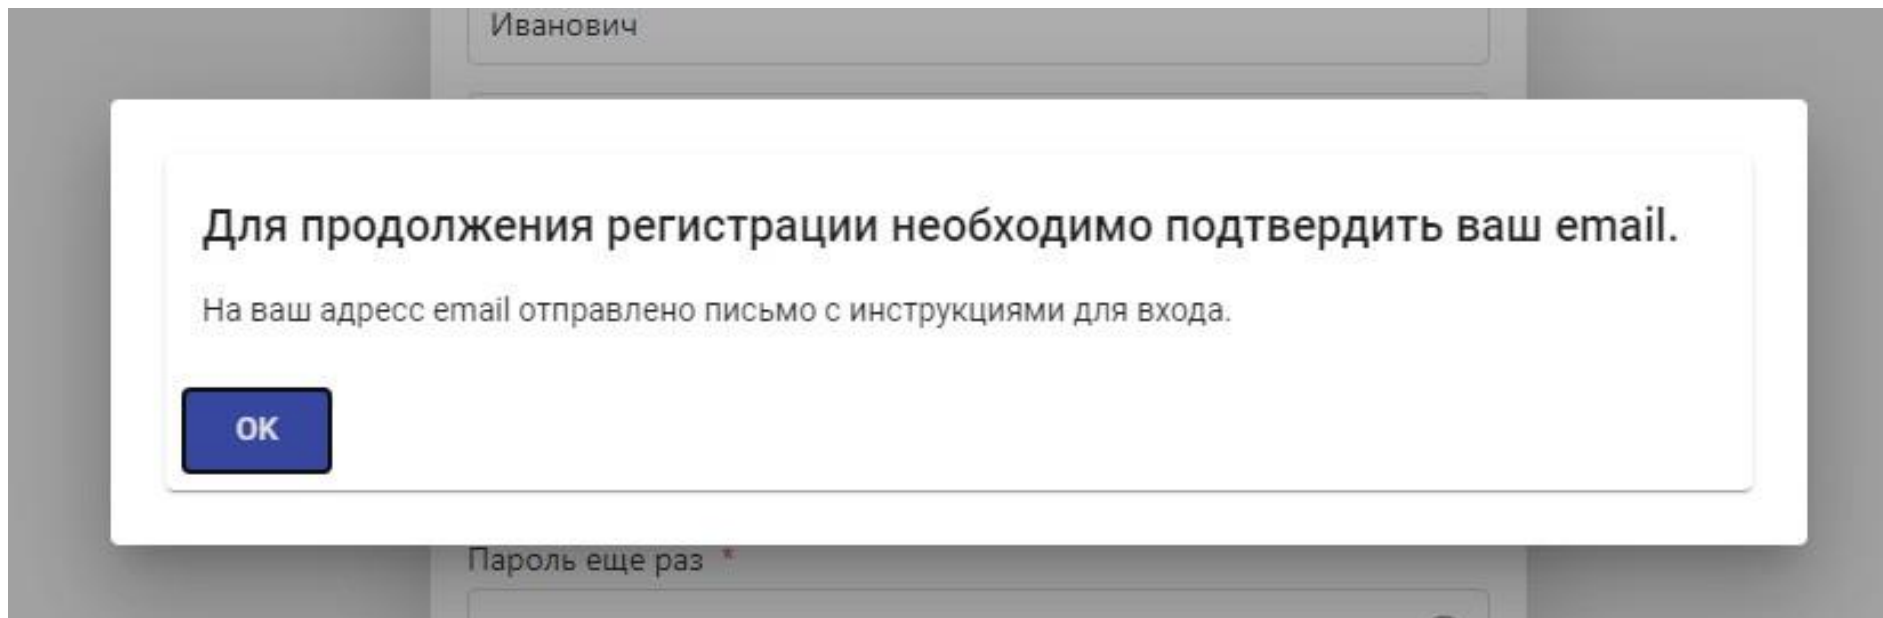 Иванович
Для продолжения регистрации необходимо подтвердить ваш email.
На ваш адресс email отправлено письмо с инструкциями для входа.
OK
Пароль еще раз *